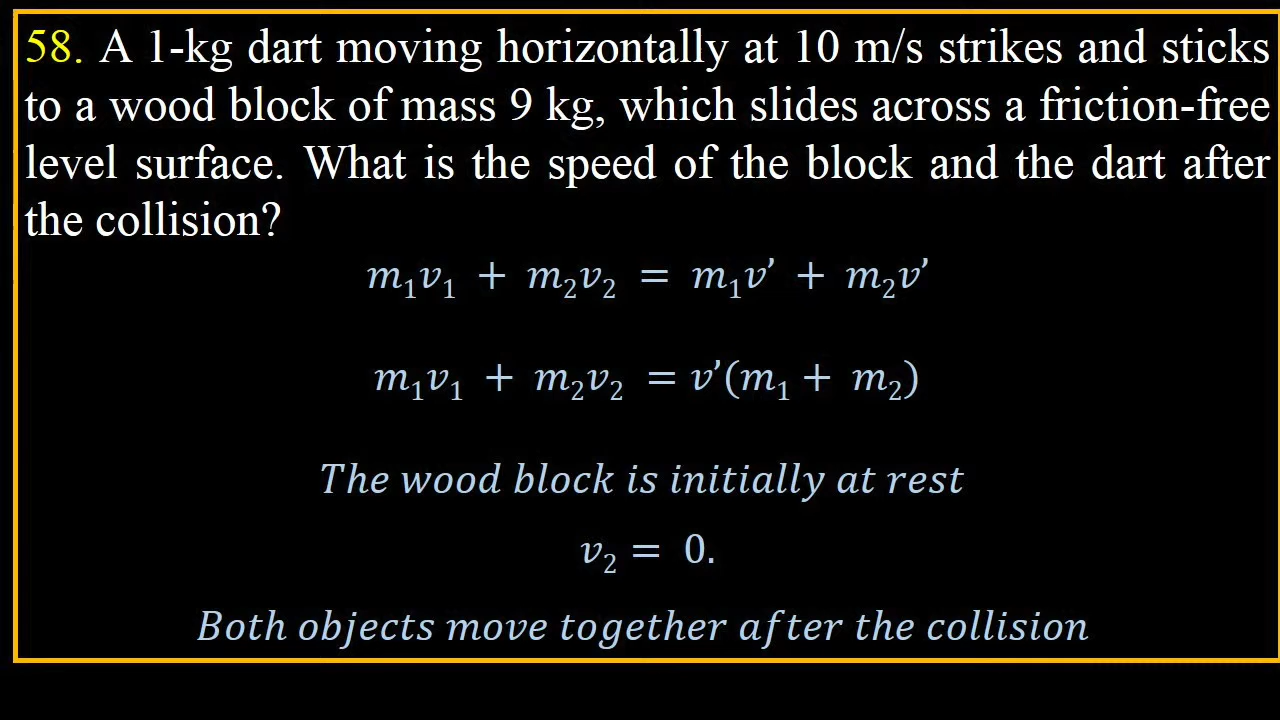 58. A 1-kg dart moving horizontally at 10 m/s strikes and sticks
to a wood block of mass 9 kg, which slides across a friction-free
level surface. What is the speed of the block and the dart after
the collision?
m₁v₁ + m₂v₂ = m₁v’ + m₂v’
m₁v₁ + m₂v₂ = v’(m₁ + m₂)
The wood block is initially at rest
v₂ = 0.
Both objects move together after the collision